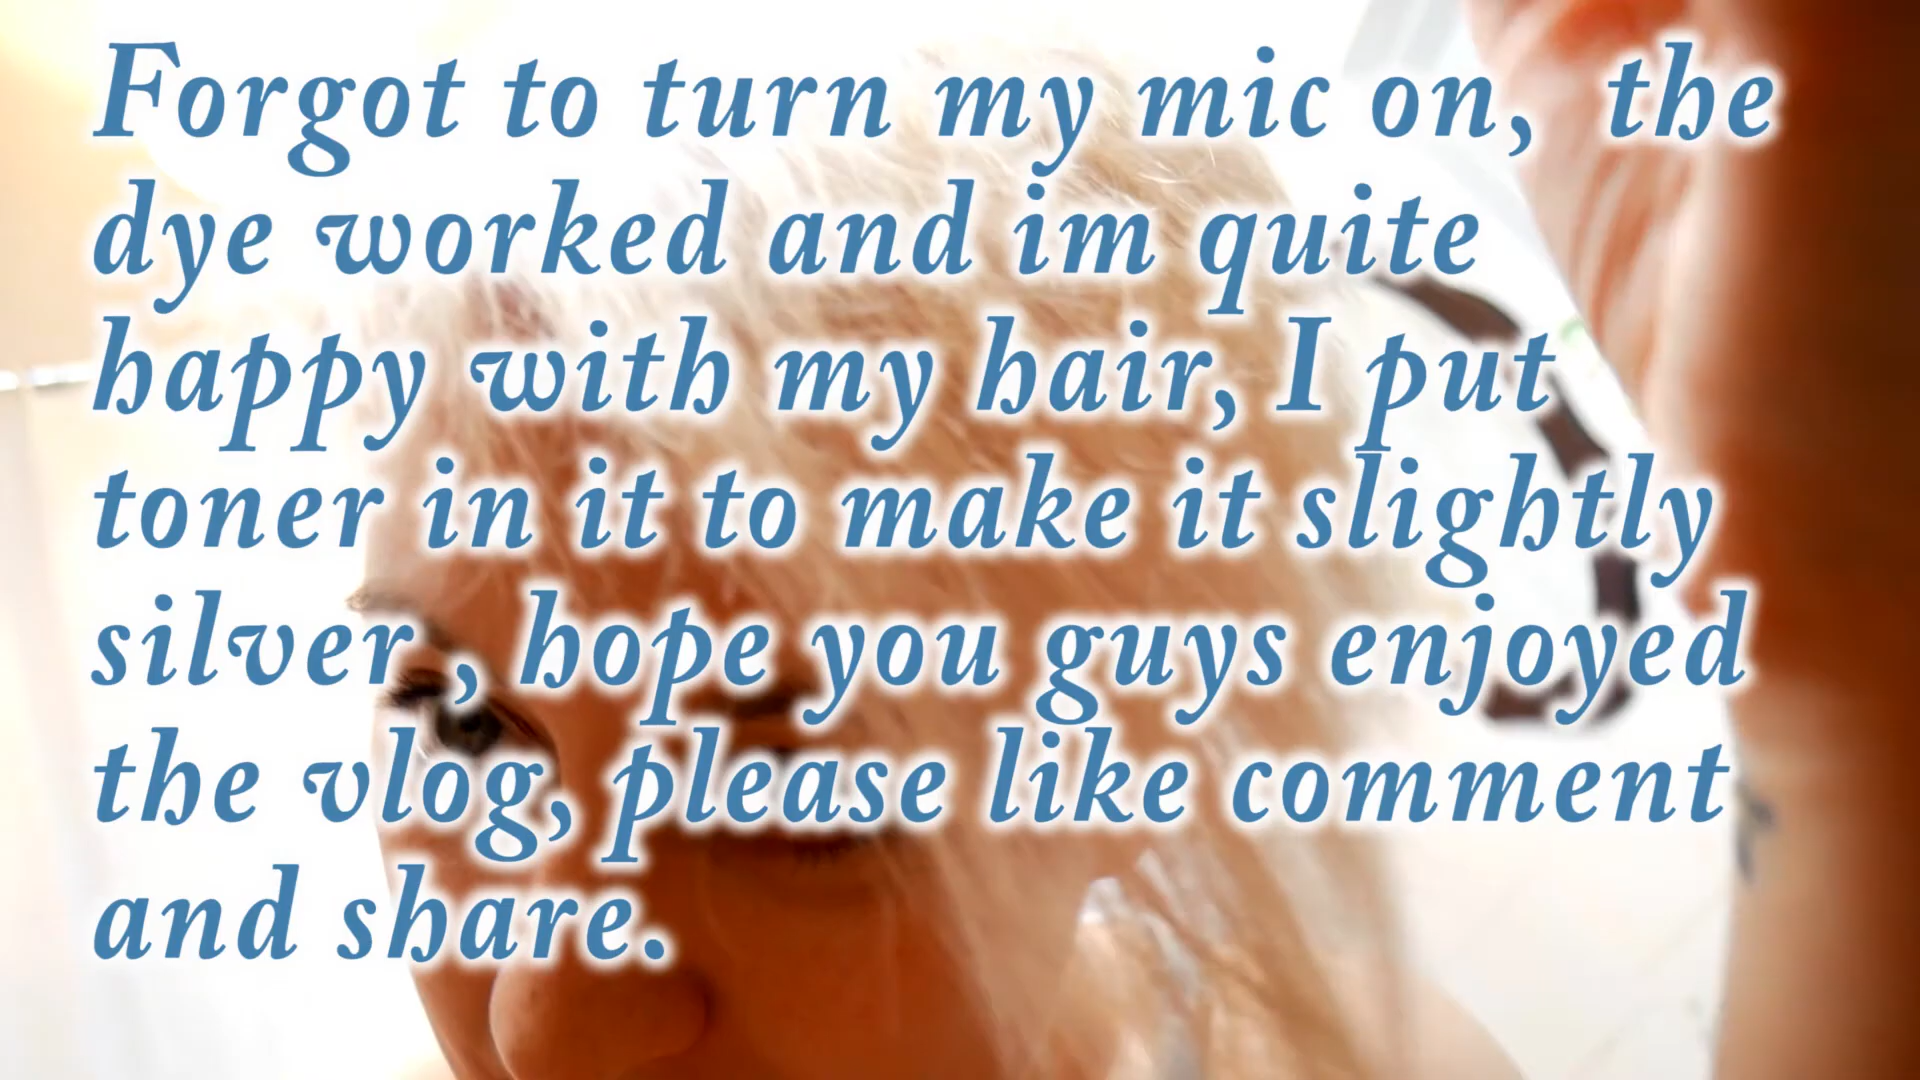 Forgot to turn my mic on,  the
dye worked and im quite
happy with my hair, I put
toner in it to make it slightly
silver , hope you guys enjoyed
the vlog, please like comment
and share.